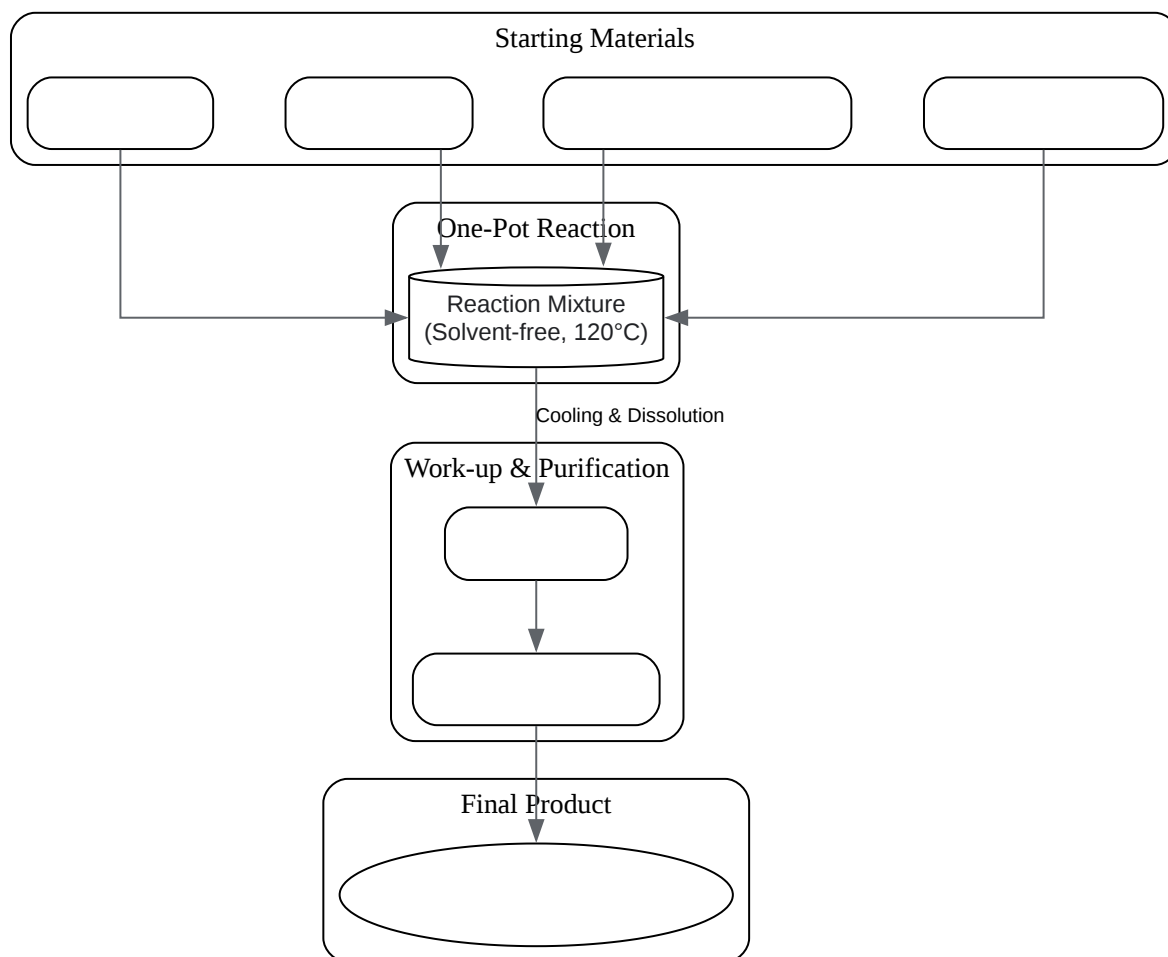 Starting Materials
One-Pot Reaction
Reaction Mixture
(Solvent-free, 120°C)
Cooling & Dissolution
Work-up & Purification
Final Product